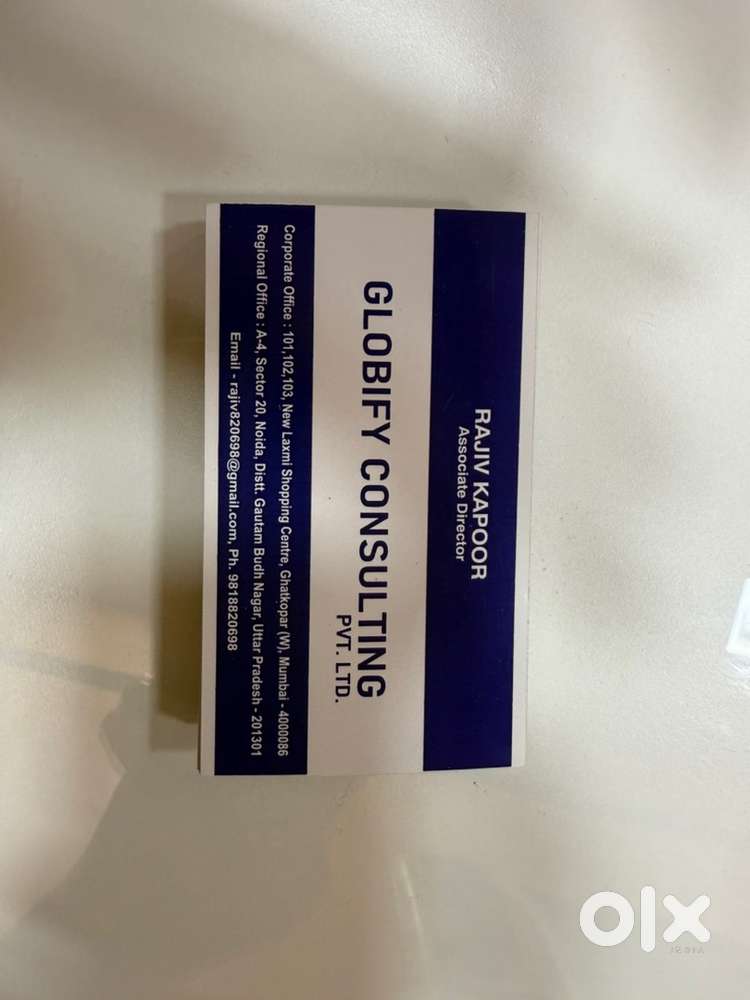 RAJIV KAPOOR
Associate Director
GLOBIFY CONSULTING
PVT. LTD.
Corporate Office : 101,102,103, New Laxmi Shopping Centre, Ghatkopar (W), Mumbai - 4000086
Regional Office : A-4, Sector 20, Noida, Distt. Gautam Budh Nagar, Uttar Pradesh - 201301
Email - rajiv820698@gmail.com, Ph. 9818820698
olx